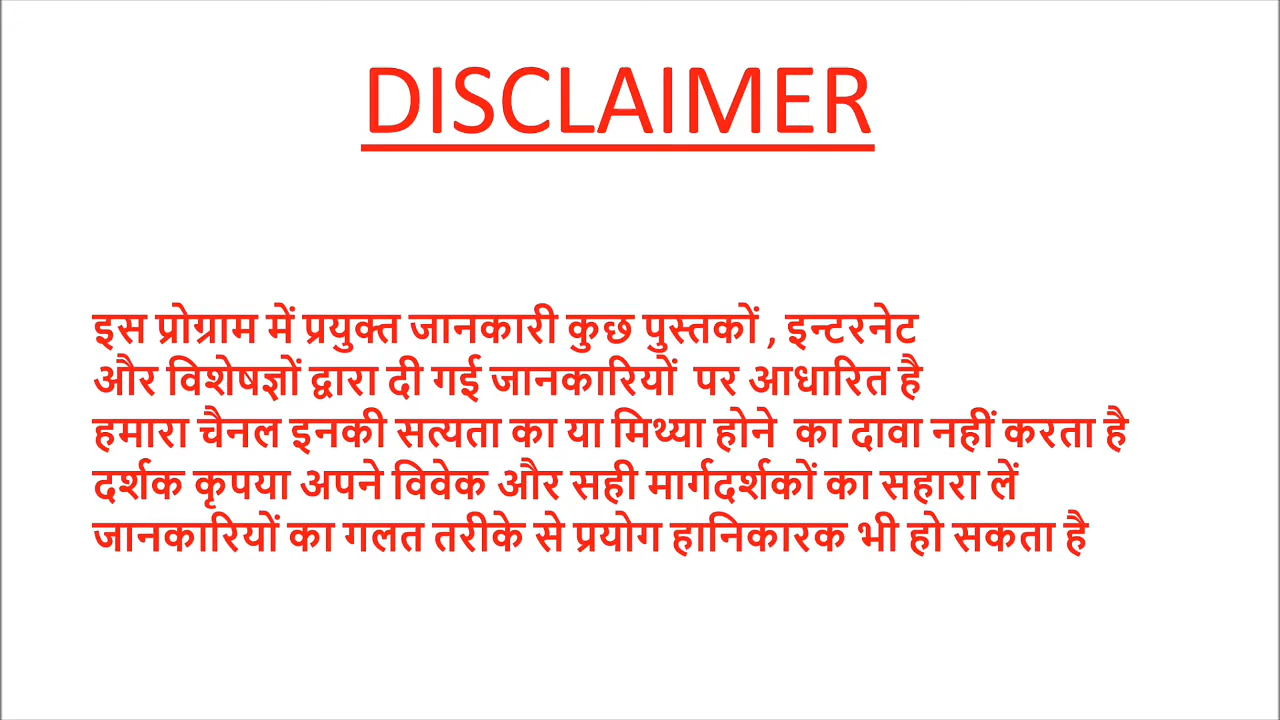 DISCLAIMER
इस प्रोग्राम में प्रयुक्त जानकारी कुछ पुस्तकों , इन्टरनेट
और विशेषज्ञों द्वारा दी गई जानकारियों पर आधारित है
हमारा चैनल इनकी सत्यता का या मिथ्या होने का दावा नहीं करता है
दर्शक कृपया अपने विवेक और सही मार्गदर्शकों का सहारा लें
जानकारियों का गलत तरीके से प्रयोग हानिकारक भी हो सकता है